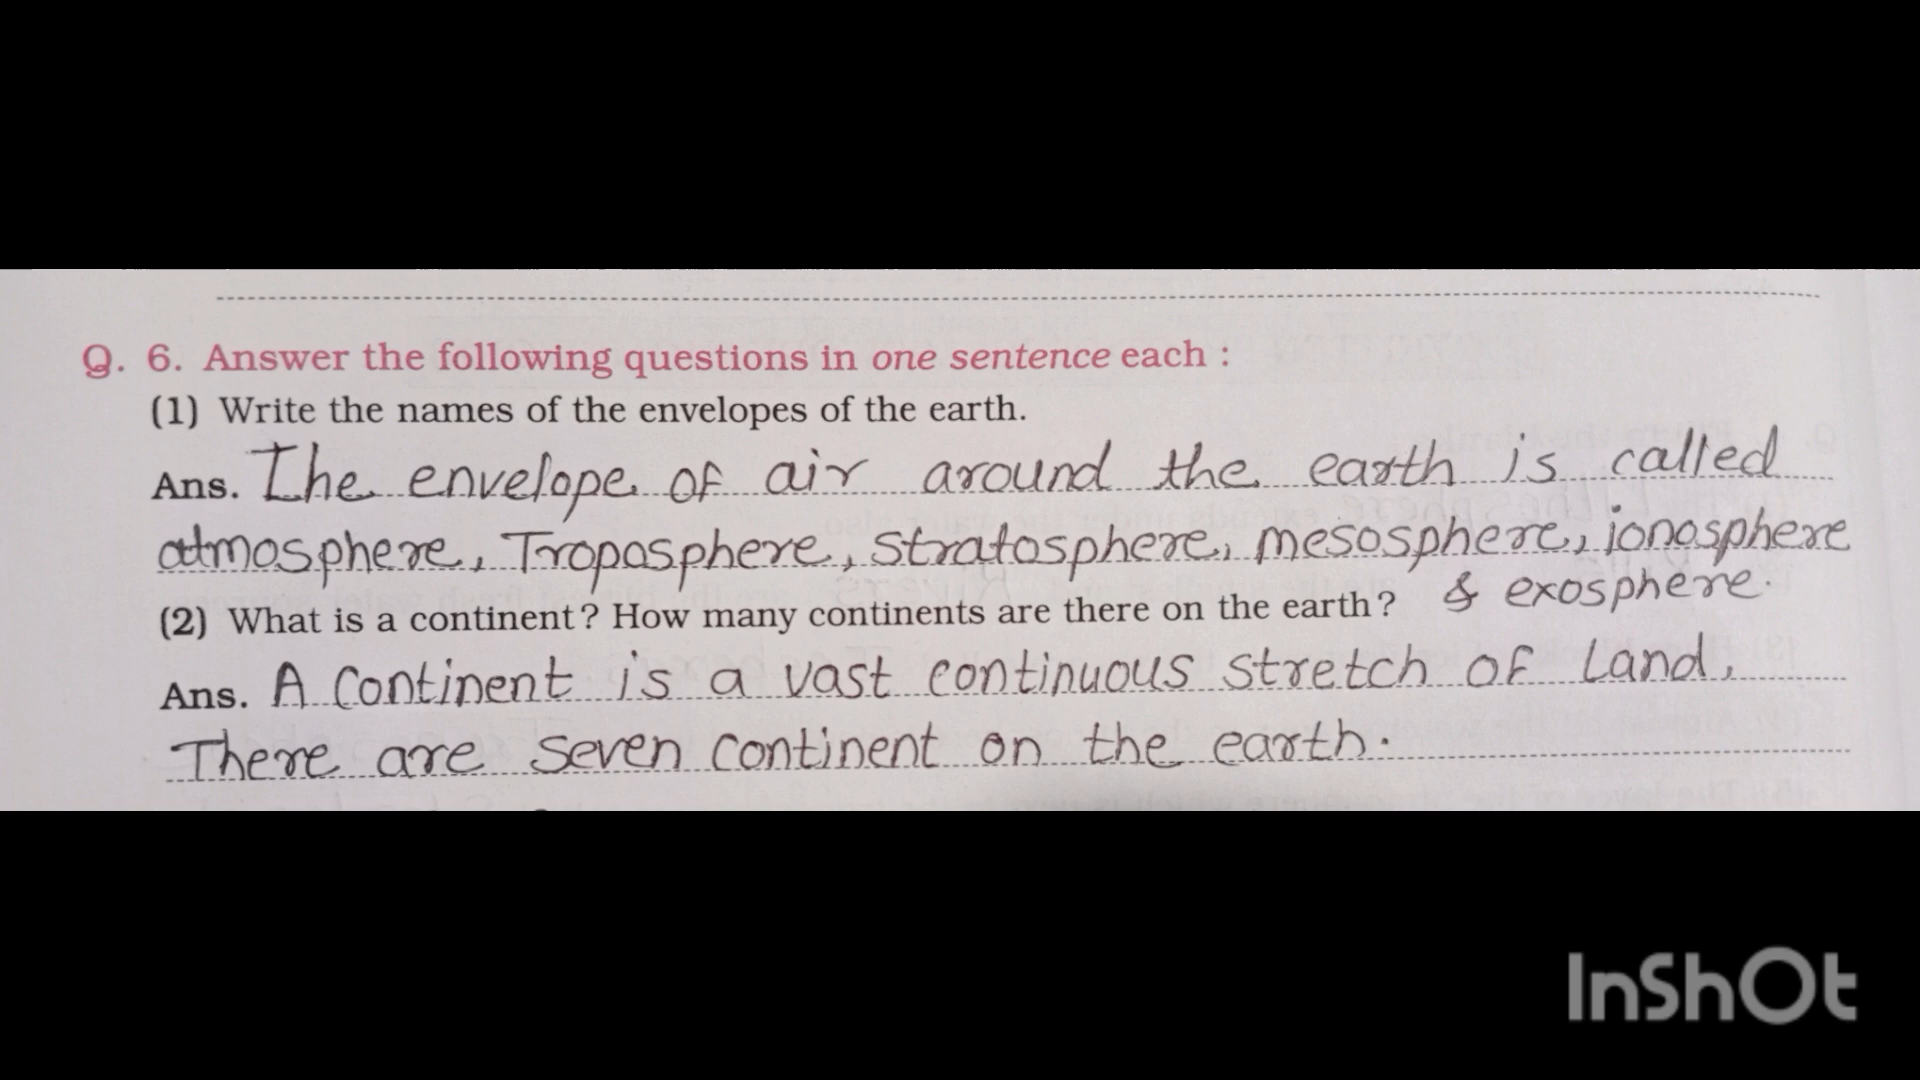 Q. 6. Answer the following questions in one sentence each :
(1) Write the names of the envelopes of the earth.
Ans. The envelope of air around the earth is called
atmosphere, Troposphere, Stratosphere, mesosphere, ionosphere
& exosphere.
(2) What is a continent? How many continents are there on the earth?
Ans. A Continent is a vast continuous stretch of land.
There are seven continent on the earth.
InShOt